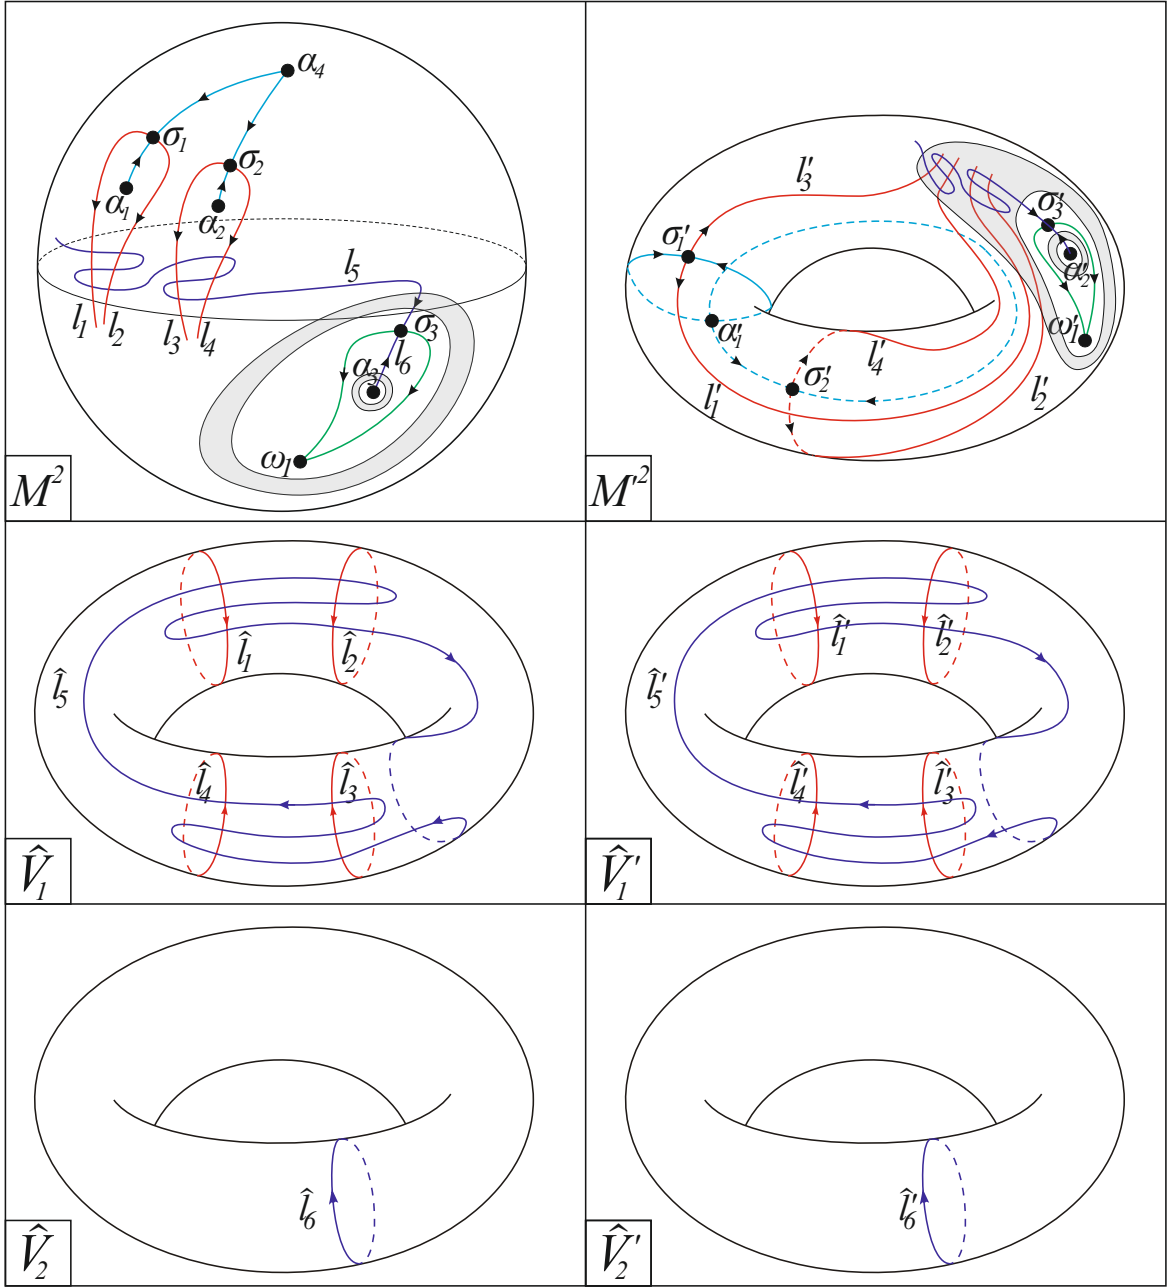 α₄
σ₁
σ₂
α₁
α₂
l₅
l₁ l₂ l₃ l₄
σ₃
α₃ l₆
ω₁
M²
l′₃
σ′₁
σ′₃
α′₂
α′₁
ω′₁
l′₄
σ′₂
l′₁ l′₂
M′²
l̂₁ l̂₂
l̂₅
l̂₄ l̂₃
V̂₁
l̂′₁ l̂′₂
l̂′₅
l̂′₄ l̂′₃
V̂′₁
l̂₆
V̂₂
l̂′₆
V̂′₂